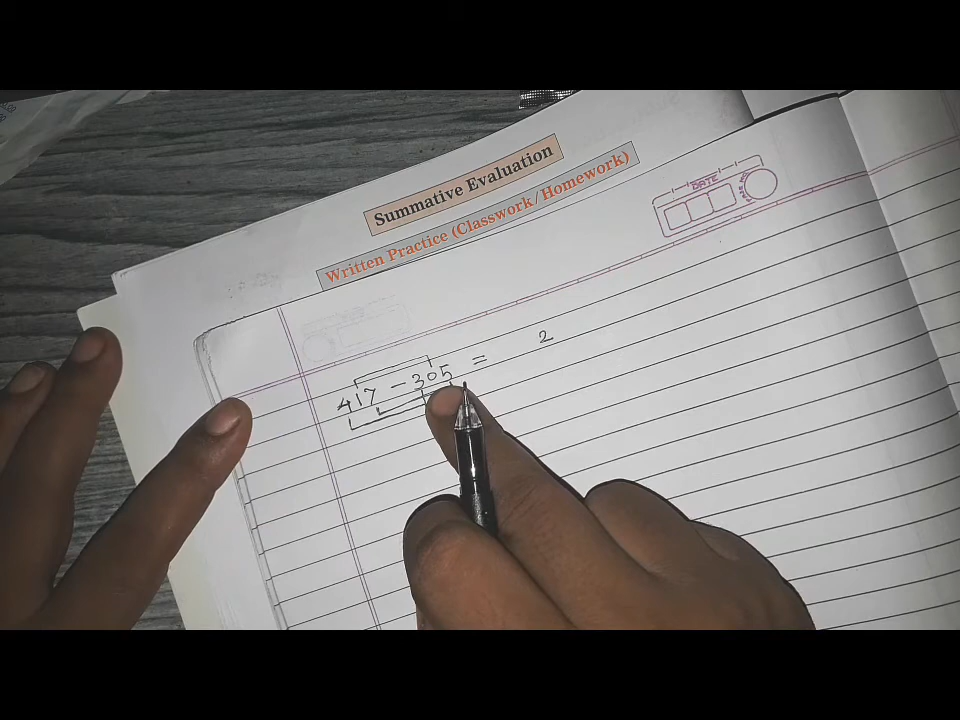 Summative Evaluation
Written Practice (Classwork/Homework)
DATE
417 - 305 = 2